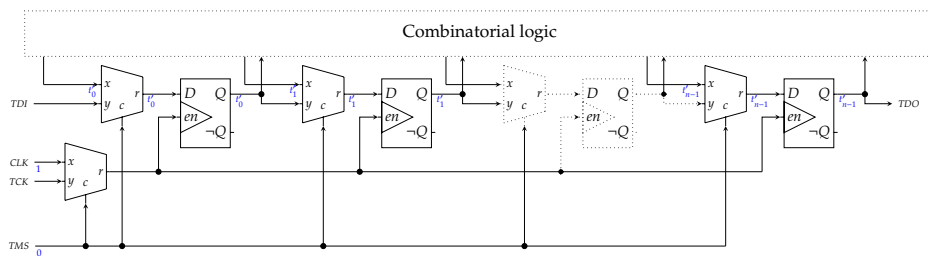 Combinatorial logic
x r x r x r x r
t′₀ t′₀ D Q t′₀ t′₁ t′₁ D Q t′₁ D Q t′ₙ₋₁ t′ₙ₋₁ D Q t′ₙ₋₁
TDI y c y c y c y c TDO
en en en en
¬Q ¬Q ¬Q ¬Q
CLK x
1 r
TCK y c
TMS
0